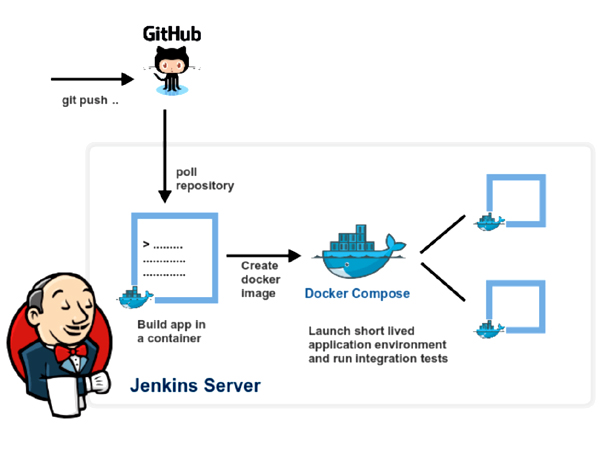 GitHub
git push ..
poll
repository
> .........
.............
.............
Create
docker
image
Docker Compose
Build app in
a container
Launch short lived
application environment
and run integration tests
Jenkins Server